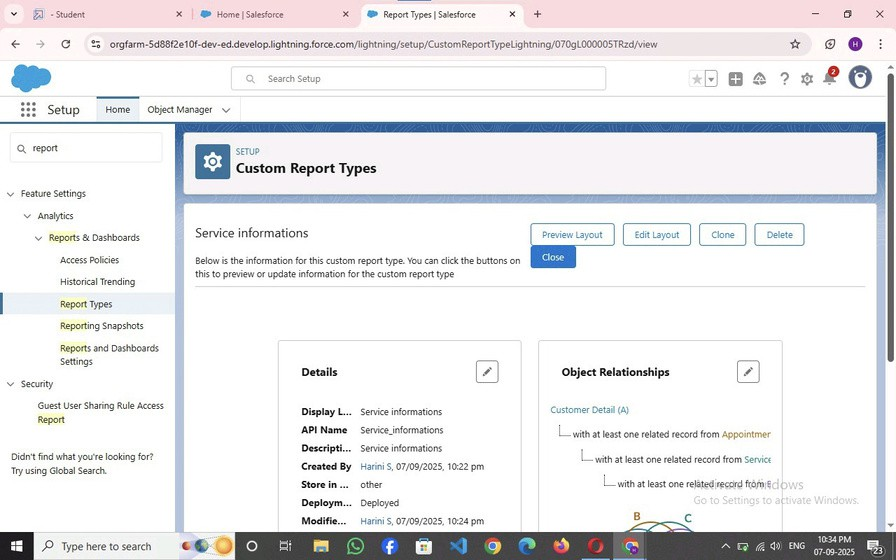 - Student
Home | Salesforce
Report Types | Salesforce
orgfarm-5d88f2e10f-dev-ed.develop.lightning.force.com/lightning/setup/CustomReportTypeLightning/070gL000005TRzd/view
H
Search Setup
2
Setup
Home
Object Manager
report
Feature Settings
Analytics
Reports & Dashboards
Access Policies
Historical Trending
Report Types
Reporting Snapshots
Reports and Dashboards
Settings
Security
Guest User Sharing Rule Access
Report
Didn't find what you're looking for?
Try using Global Search.
SETUP
Custom Report Types
Service informations
Below is the information for this custom report type. You can click the buttons on
this to preview or update information for the custom report type
Preview Layout
Edit Layout
Clone
Delete
Close
Details
Display L... Service informations
API Name Service_informations
Descripti... Service informations
Created By Harini S, 07/09/2025, 10:22 pm
Store in ... other
Deploym... Deployed
Modifie... Harini S, 07/09/2025, 10:24 pm
Object Relationships
Customer Detail (A)
with at least one related record from Appointmer
with at least one related record from Service
with at least one related record from
B
C
Activate Windows
Go to Settings to activate Windows.
Type here to search
ENG
10:34 PM
07-09-2025
23